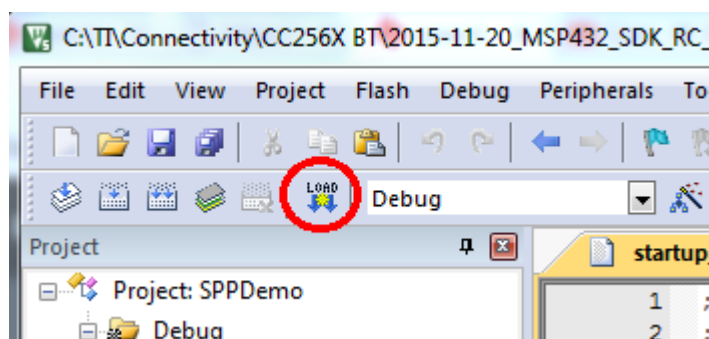 C:\TI\Connectivity\CC256X BT\2015-11-20_MSP432_SDK_RC_
File Edit View Project Flash Debug Peripherals To
LOAD Debug
Project
startup_
Project: SPPDemo
1 ;
Debug
2 ;